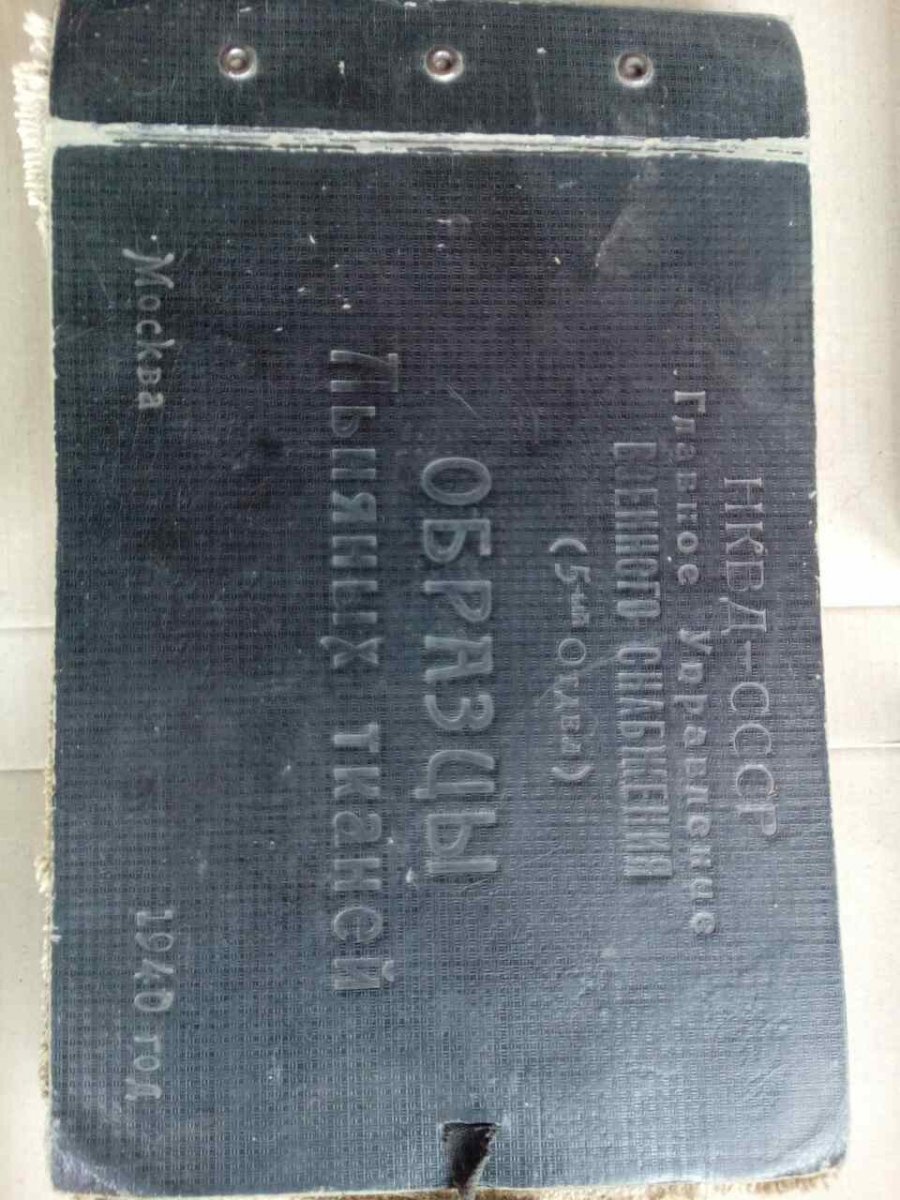 НКВД-СССР
Главное Управление
ВОЕННОГО СНАБЖЕНИЯ
(5-ый Отдел)
ОБРАЗЦЫ
Льняных тканей
Москва 1940 год